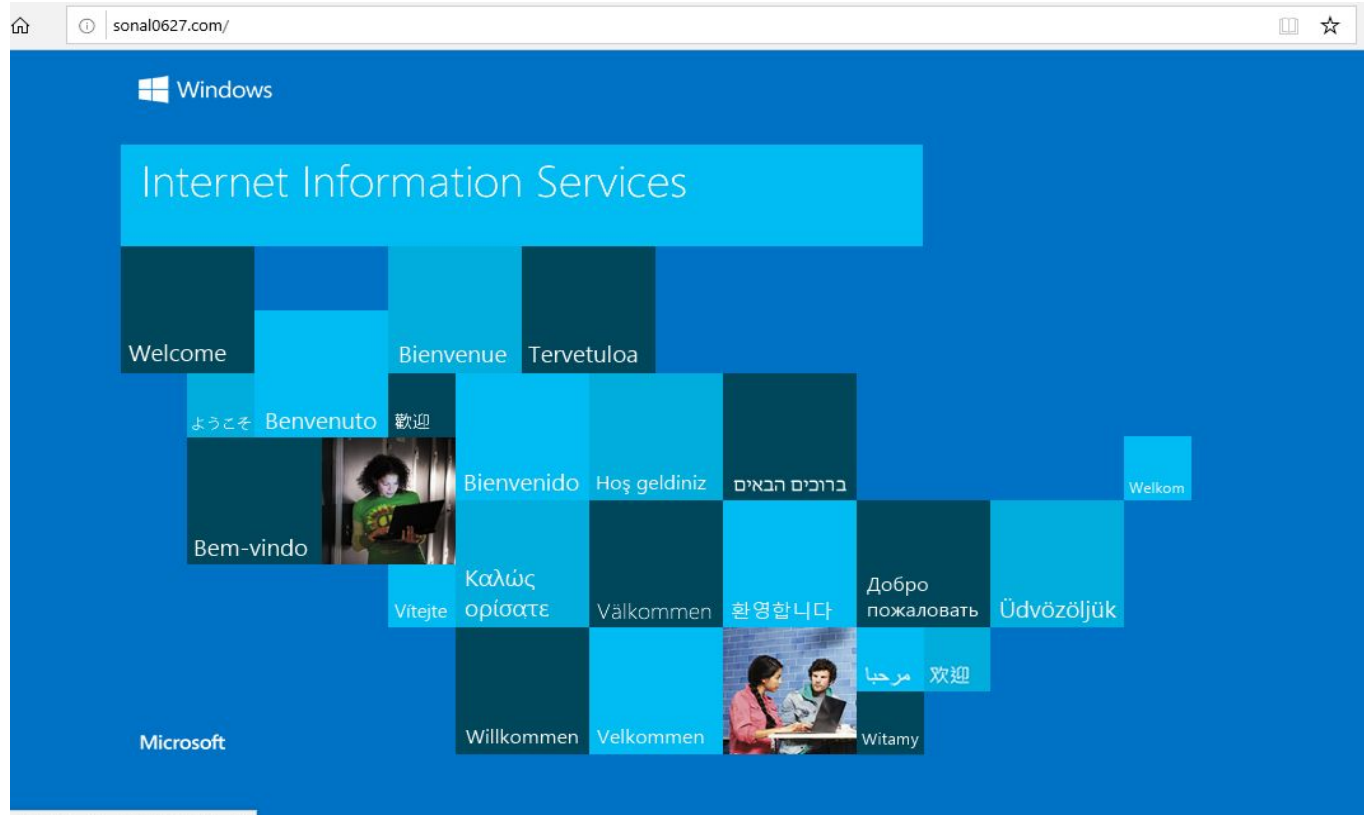 sonal0627.com/
Windows
Internet Information Services
Welcome
Bienvenue
Tervetuloa
ようこそ
Benvenuto
歡迎
Bienvenido
Hoş geldiniz
ברוכים הבאים
Welkom
Bem-vindo
Vítejte
Καλώς
ορίσατε
Välkommen
환영합니다
Добро
пожаловать
Üdvözöljük
مرحبا
欢迎
Willkommen
Velkommen
Witamy
Microsoft